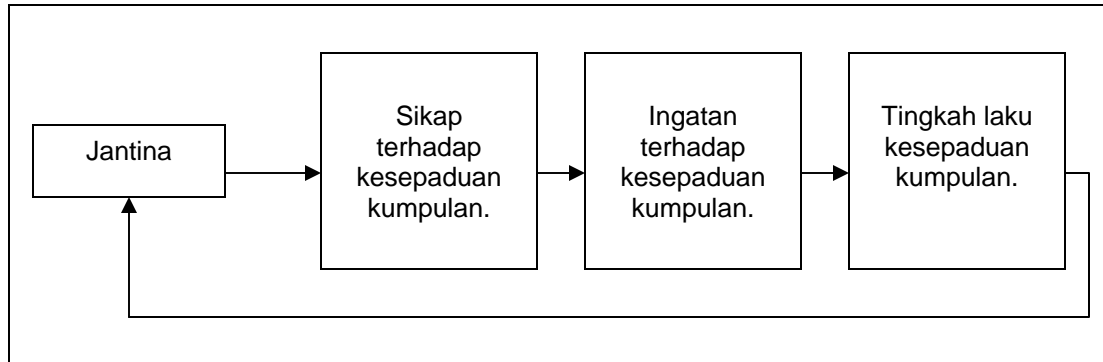 Jantina
Sikap
terhadap
kesepaduan
kumpulan.
Ingatan
terhadap
kesepaduan
kumpulan.
Tingkah laku
kesepaduan
kumpulan.